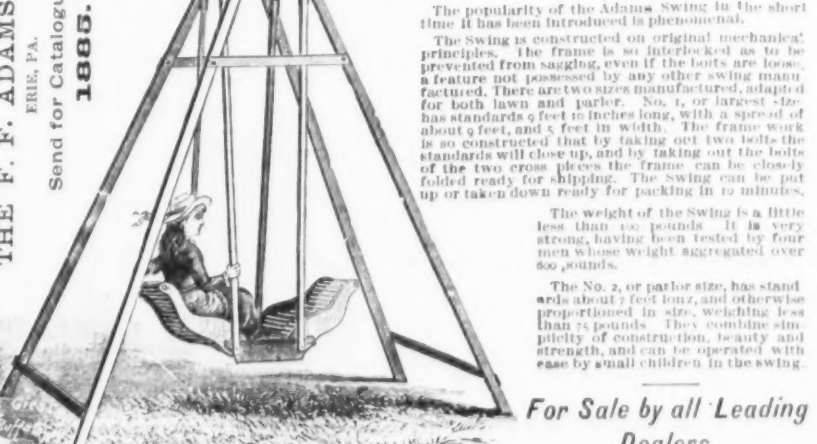 THE F. F. ADAMS
ERIE, PA.
Send for Catalogu
1885.
The popularity of the Adams Swing in the short
time it has been introduced is phenomenal.
The Swing is constructed on original mechanical
principles. The frame is so interlocked as to be
prevented from sagging, even if the bolts are loose,
a feature not possessed by any other swing manu
factured. There are two sizes manufactured, adapted
for both lawn and parlor. No. 1, or largest size
has standards 9 feet 10 inches long, with a spread of
about 9 feet, and 5 feet in width. The frame work
is so constructed that by taking out two bolts the
standards will close up, and by taking out the bolts
of the two cross pieces the frame can be closely
folded ready for shipping. The Swing can be put
up or taken down ready for packing in 10 minutes.
The weight of the Swing is a little
less than 100 pounds It is very
strong, having been tested by four
men whose weight aggregated over
800 pounds.
The No. 2, or parlor size, has stand
ards about 7 feet long, and otherwise
proportioned in size, weighing less
than 75 pounds They combine sim-
plicity of construction, beauty and
strength, and can be operated with
ease by small children in the swing.
For Sale by all Leading
Dealers